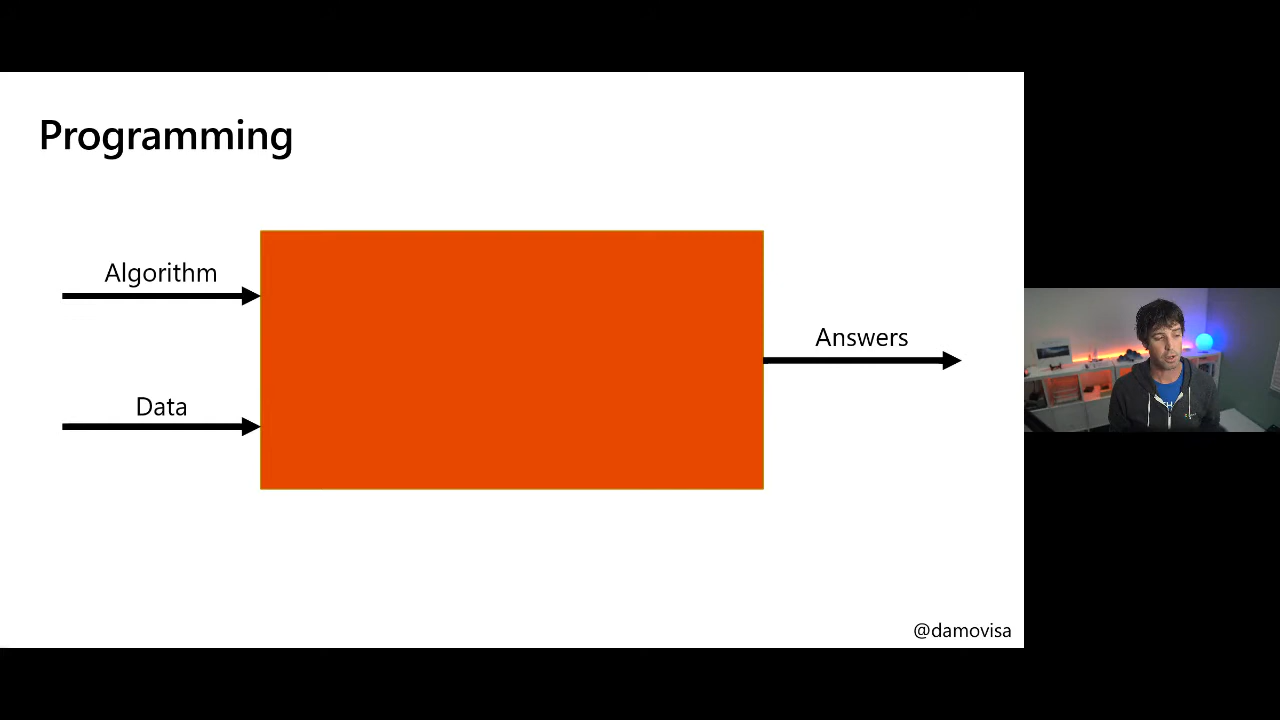 Programming
Algorithm
Data
Answers
@damovisa